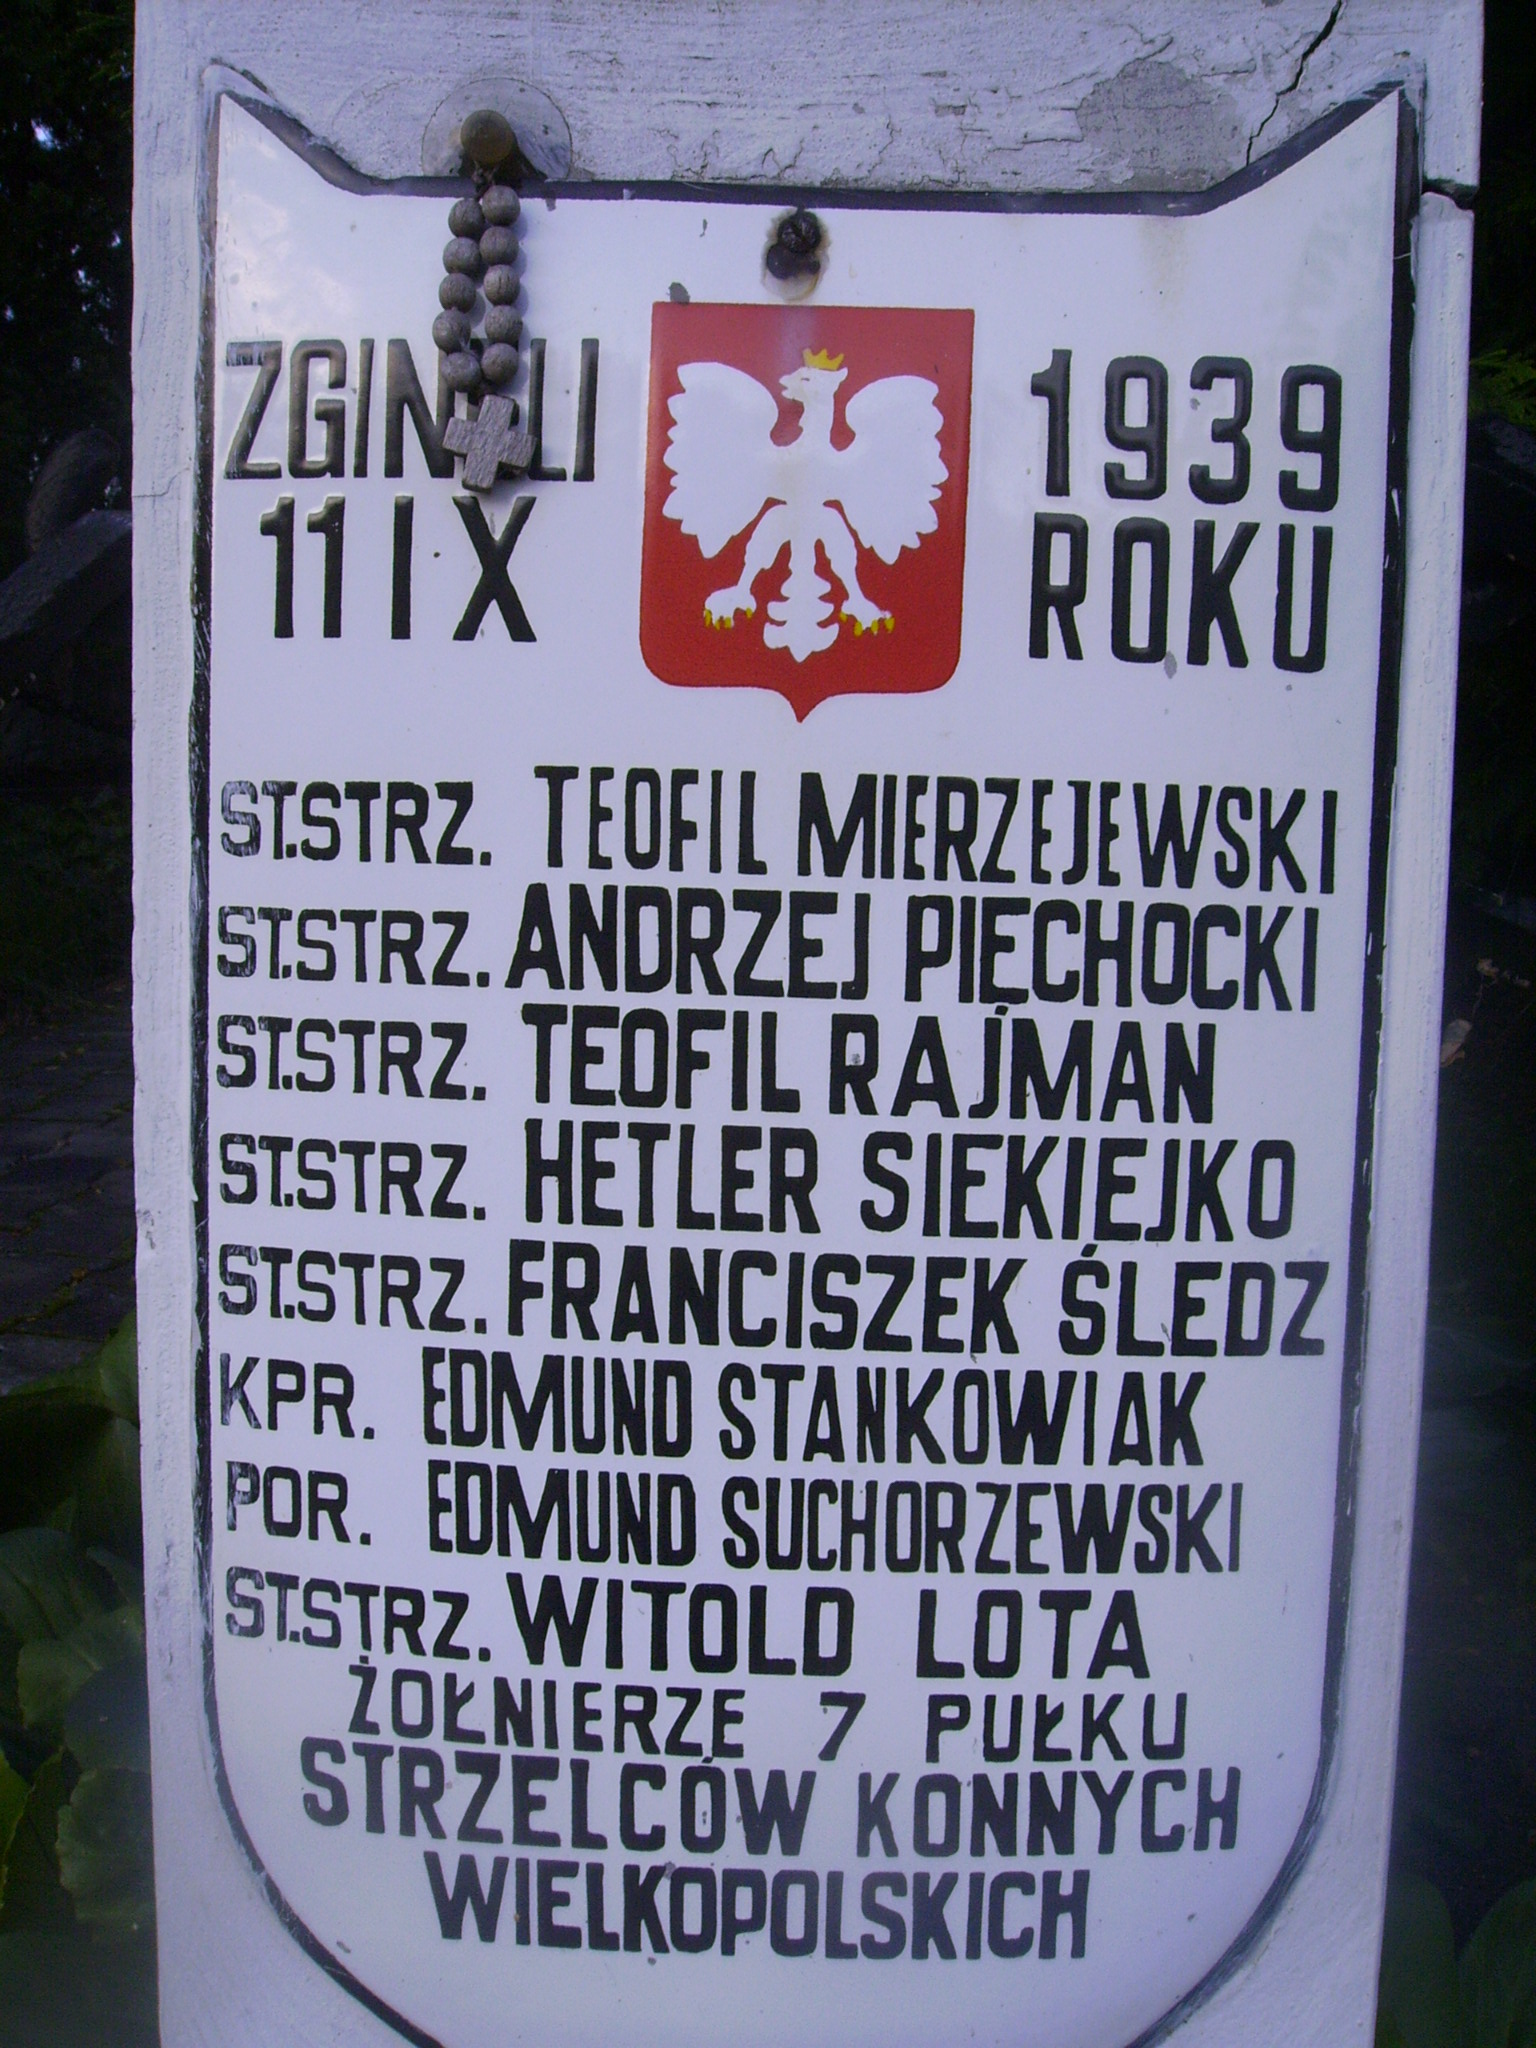 ZGINĘLI 1939
11 IX ROKU
ST.STRZ. TEOFIL MIERZEJEWSKI
ST.STRZ. ANDRZEJ PIĘCHOCKI
ST.STRZ. TEOFIL RAJMAN
ST.STRZ. HETLER SIEKIEJKO
ST.STRZ. FRANCISZEK ŚLEDZ
KPR. EDMUND STANKOWIAK
POR. EDMUND SUCHORZEWSKI
ST.STRZ. WITOLD LOTA
ŻOŁNIERZE 7 PUŁKU
STRZELCÓW KONNYCH
WIELKOPOLSKICH